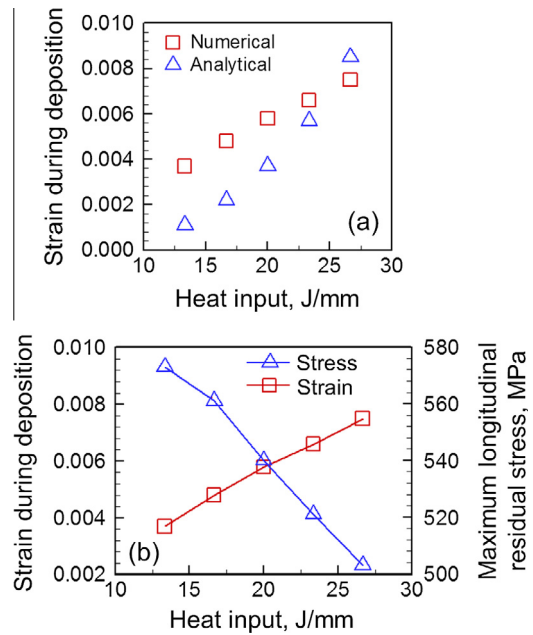 0.010
Numerical
Analytical
0.008
0.006
0.004
0.002
0.000
Strain during deposition
(a)
10 15 20 25 30
Heat input, J/mm
0.010 580
Stress
Strain
0.008 560
0.006 540
0.004 520
0.002 500
Strain during deposition
Maximum longitudinal
residual stress, MPa
(b)
10 15 20 25 30
Heat input, J/mm